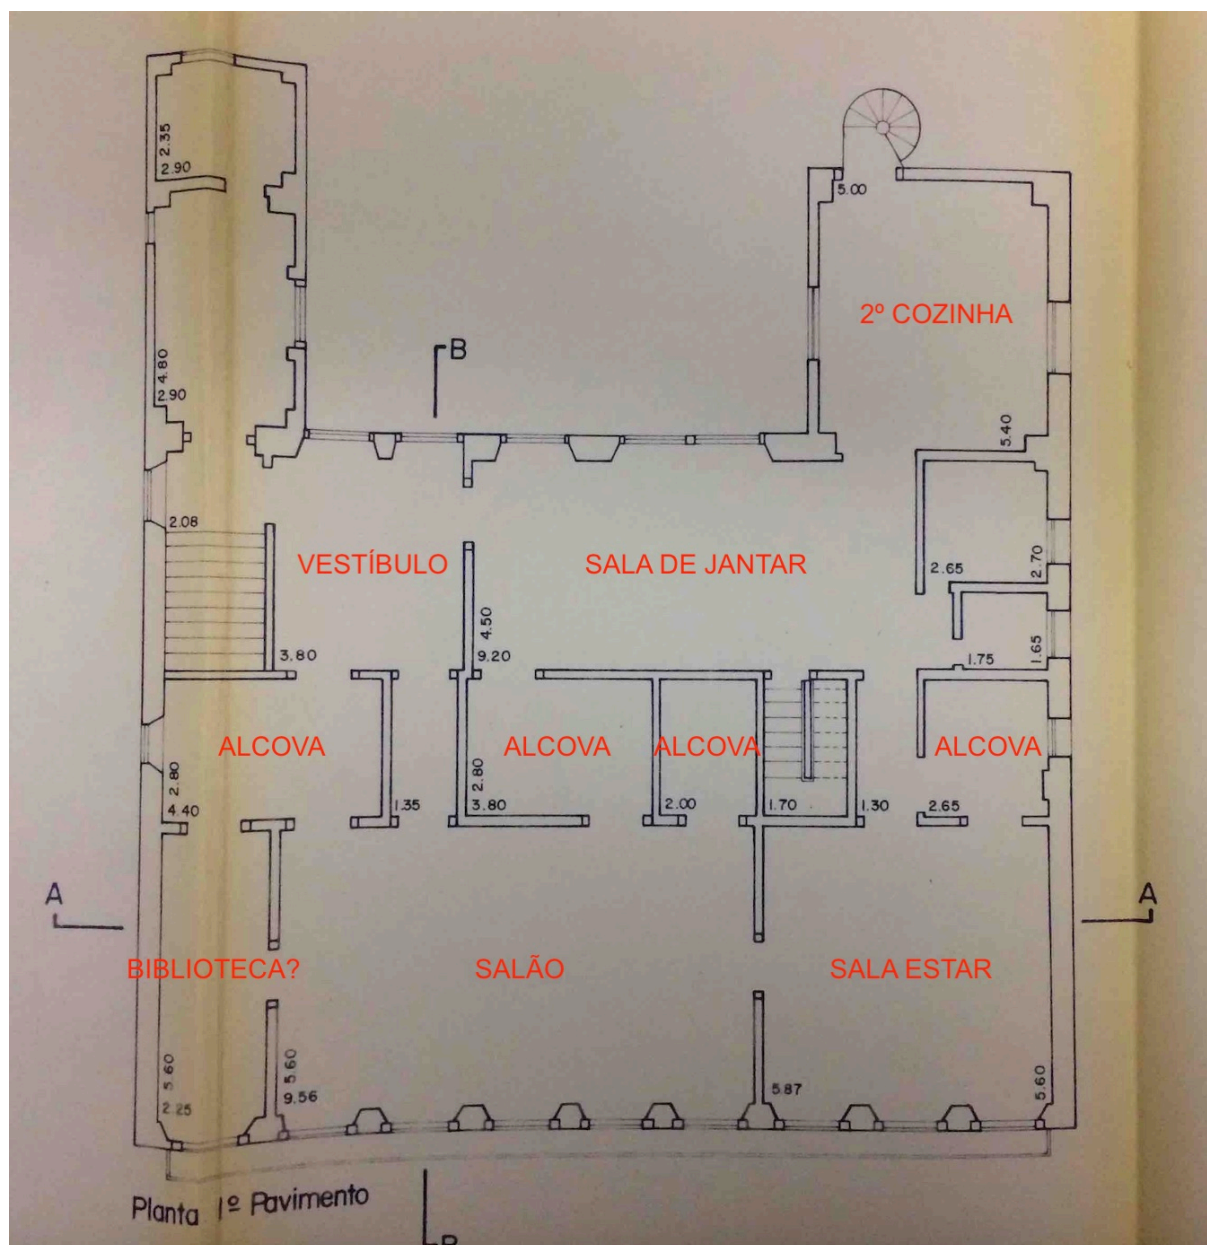 2.35
2.90
5.00
2º COZINHA
B
4.80
2.90
5.40
2.08
VESTÍBULO
SALA DE JANTAR
2.65
2.70
4.50
3.80
9.20
1.75
1.65
ALCOVA
ALCOVA
ALCOVA
ALCOVA
2.80
4.40
1.35
2.80
3.80
2.00
1.70
1.30
2.65
A
A
BIBLIOTECA?
SALÃO
SALA ESTAR
5.60
2.25
5.60
9.56
5.87
5.60
Planta 1º Pavimento
B